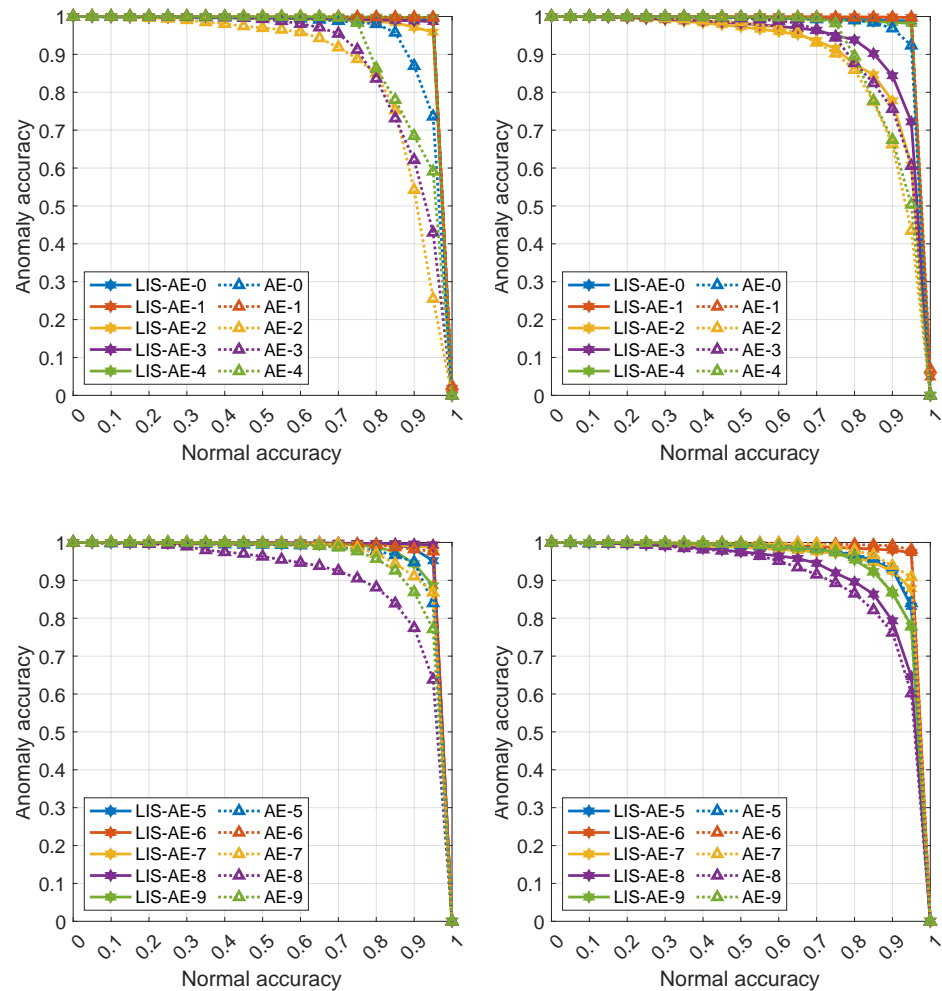 1
0.9
0.8
0.7
0.6
0.5
0.4
0.3
0.2
0.1
0
Anomaly accuracy
LIS-AE-0 AE-0
LIS-AE-1 AE-1
LIS-AE-2 AE-2
LIS-AE-3 AE-3
LIS-AE-4 AE-4
0 0.1 0.2 0.3 0.4 0.5 0.6 0.7 0.8 0.9 1
Normal accuracy
1
0.9
0.8
0.7
0.6
0.5
0.4
0.3
0.2
0.1
0
Anomaly accuracy
LIS-AE-0 AE-0
LIS-AE-1 AE-1
LIS-AE-2 AE-2
LIS-AE-3 AE-3
LIS-AE-4 AE-4
0 0.1 0.2 0.3 0.4 0.5 0.6 0.7 0.8 0.9 1
Normal accuracy
1
0.9
0.8
0.7
0.6
0.5
0.4
0.3
0.2
0.1
0
Anomaly accuracy
LIS-AE-5 AE-5
LIS-AE-6 AE-6
LIS-AE-7 AE-7
LIS-AE-8 AE-8
LIS-AE-9 AE-9
0 0.1 0.2 0.3 0.4 0.5 0.6 0.7 0.8 0.9 1
Normal accuracy
1
0.9
0.8
0.7
0.6
0.5
0.4
0.3
0.2
0.1
0
Anomaly accuracy
LIS-AE-5 AE-5
LIS-AE-6 AE-6
LIS-AE-7 AE-7
LIS-AE-8 AE-8
LIS-AE-9 AE-9
0 0.1 0.2 0.3 0.4 0.5 0.6 0.7 0.8 0.9 1
Normal accuracy